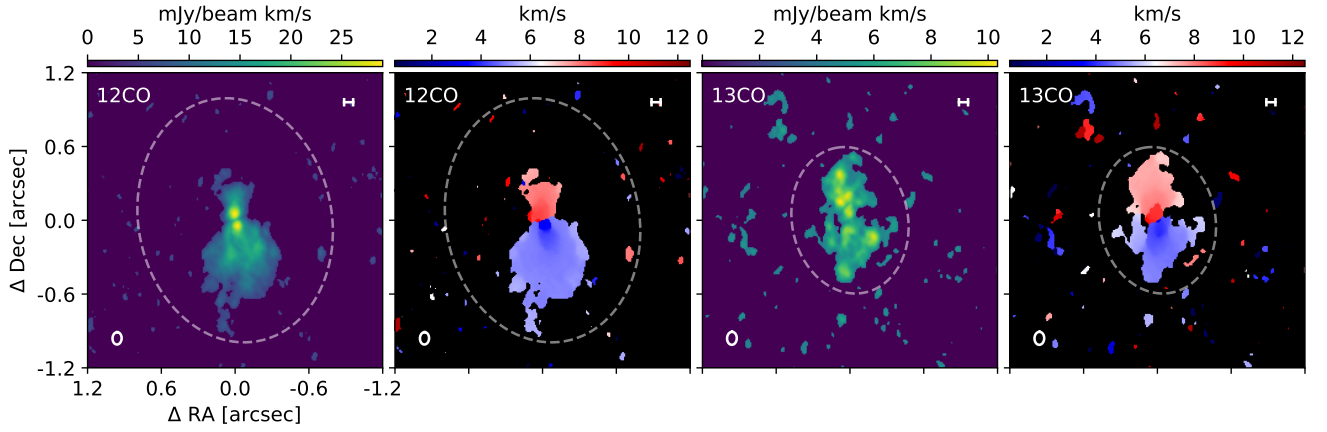 mJy/beam km/s km/s mJy/beam km/s km/s
0 5 10 15 20 25 2 4 6 8 10 12 0 2 4 6 8 10 2 4 6 8 10 12
1.2
12CO 12CO 13CO 13CO
0.6
0.0
-0.6
-1.2
1.2 0.6 0.0 -0.6 -1.2
Δ Dec [arcsec]
Δ RA [arcsec]